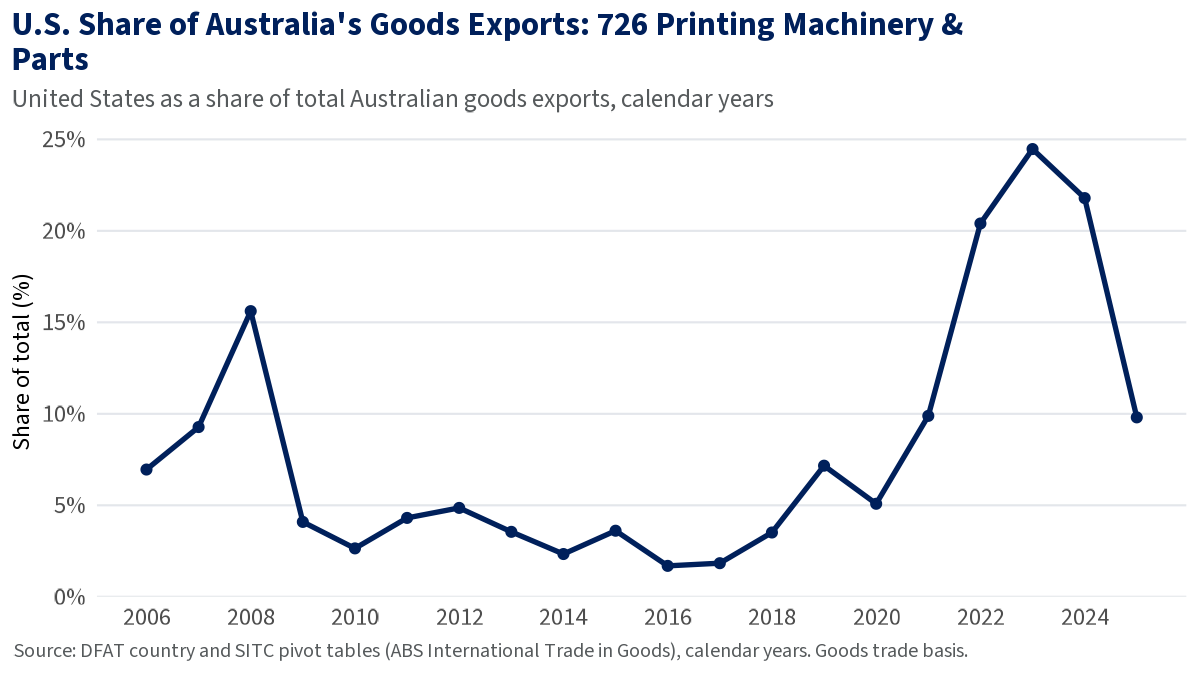 U.S. Share of Australia's Goods Exports: 726 Printing Machinery &
Parts
United States as a share of total Australian goods exports, calendar years
Share of total (%)
25%
20%
15%
10%
5%
0%
2006 2008 2010 2012 2014 2016 2018 2020 2022 2024
Source: DFAT country and SITC pivot tables (ABS International Trade in Goods), calendar years. Goods trade basis.